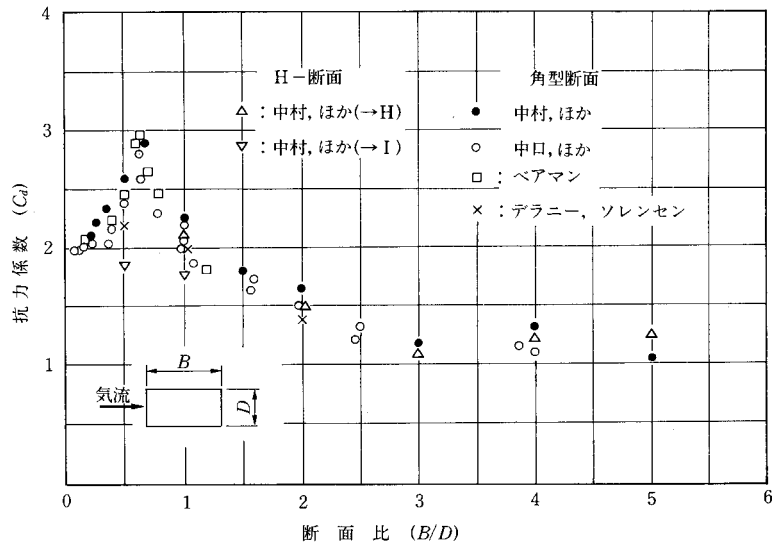 4
3
2
1
抗力係数 (Cd)
H-断面
△：中村, ほか(→H)
▽：中村, ほか(→I)
角型断面
● 中村, ほか
○ 中口, ほか
□：ベアマン
×：デラニー, ソレンセン
B
気流
D
0 1 2 3 4 5 6
断面比 (B/D)